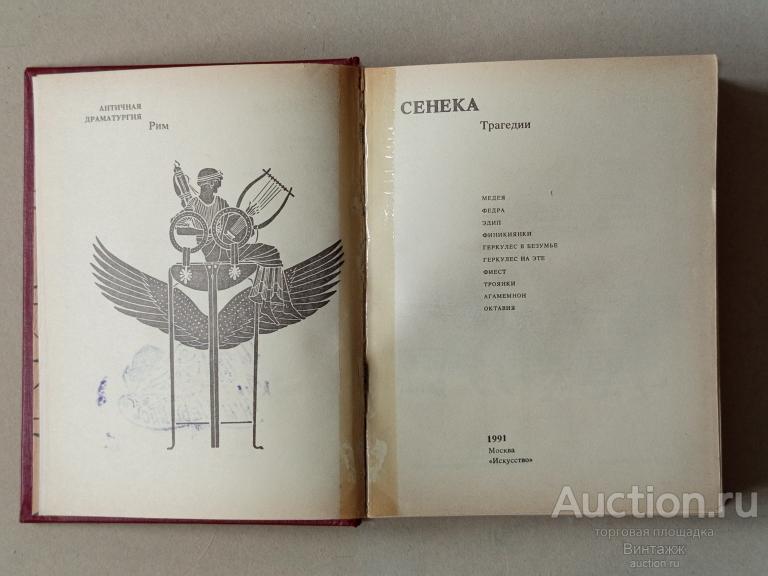 АНТИЧНАЯ
ДРАМАТУРГИЯ
Рим
СЕНЕКА
Трагедии
МЕДЕЯ
ФЕДРА
ЭДИП
ФИНИКИЯНКИ
ГЕРКУЛЕС В БЕЗУМЬЕ
ГЕРКУЛЕС НА ЭТЕ
ФИЕСТ
ТРОЯНКИ
АГАМЕМНОН
ОКТАВИЯ
1991
Москва
«Искусство»
Auction.ru
торговая площадка
Винтажж
auction.ru